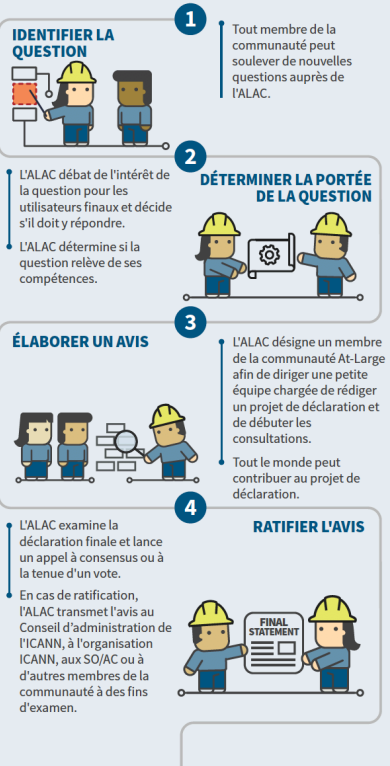 1
IDENTIFIER LA
QUESTION
Tout membre de la
communauté peut
soulever de nouvelles
questions auprès de
l'ALAC.
2
DÉTERMINER LA PORTÉE
DE LA QUESTION
L'ALAC débat de l'intérêt de
la question pour les
utilisateurs finaux et décide
s'il doit y répondre.
L'ALAC détermine si la
question relève de ses
compétences.
3
ÉLABORER UN AVIS
L'ALAC désigne un membre
de la communauté At-Large
afin de diriger une petite
équipe chargée de rédiger
un projet de déclaration et
de débuter les
consultations.
Tout le monde peut
contribuer au projet de
déclaration.
4
RATIFIER L'AVIS
L'ALAC examine la
déclaration finale et lance
un appel à consensus ou à
la tenue d'un vote.
En cas de ratification,
l'ALAC transmet l'avis au
Conseil d'administration de
l'ICANN, à l'organisation
ICANN, aux SO/AC ou à
d'autres membres de la
communauté à des fins
d'examen.
FINAL
STATEMENT